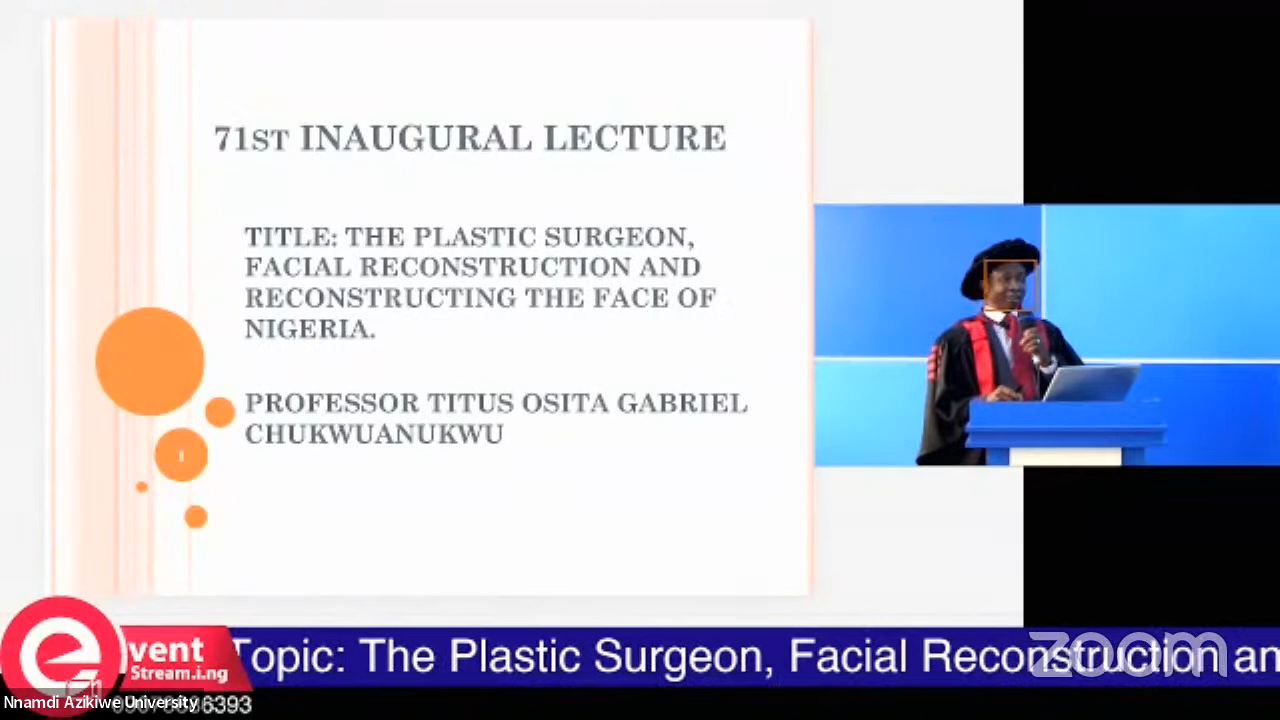 71ST INAUGURAL LECTURE
TITLE: THE PLASTIC SURGEON,
FACIAL RECONSTRUCTION AND
RECONSTRUCTING THE FACE OF
NIGERIA.
PROFESSOR TITUS OSITA GABRIEL
CHUKWUANUKWU
1
event
Stream.i.ng
Topic: The Plastic Surgeon, Facial Reconstruction an
zoom
Nnamdi Azikiwe University